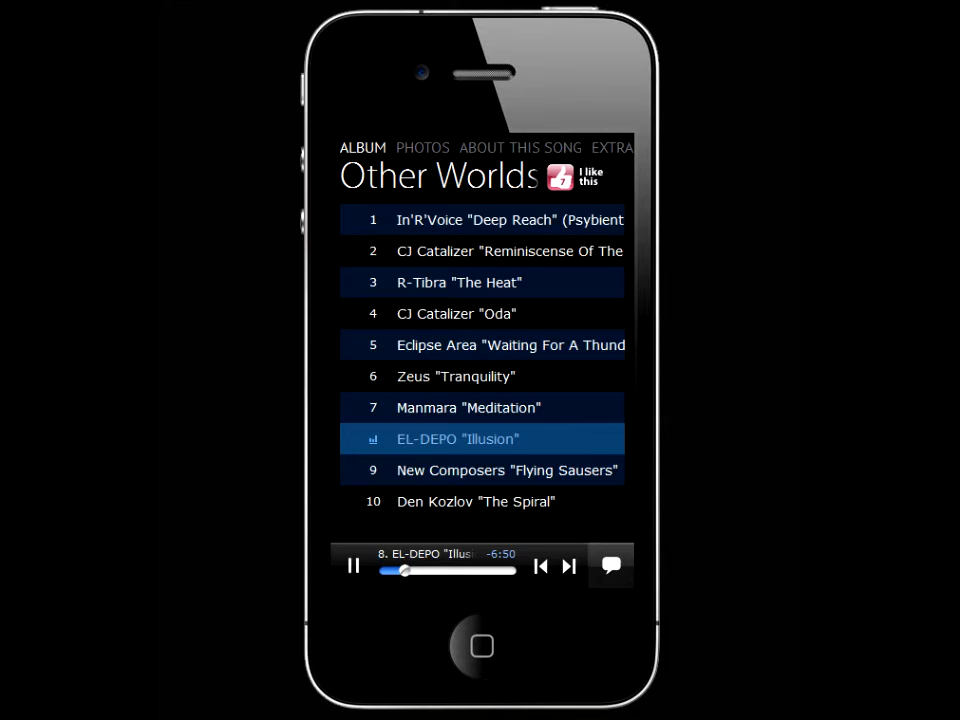 ALBUM PHOTOS ABOUT THIS SONG EXTRA
Other Worlds
7
I like
this
1 In'R'Voice "Deep Reach" (Psybient
2 CJ Catalizer "Reminiscense Of The
3 R-Tibra "The Heat"
4 CJ Catalizer "Oda"
5 Eclipse Area "Waiting For A Thund
6 Zeus "Tranquility"
7 Manmara "Meditation"
EL-DEPO "Illusion"
9 New Composers "Flying Sausers"
10 Den Kozlov "The Spiral"
8. EL-DEPO "Illusi -6:50